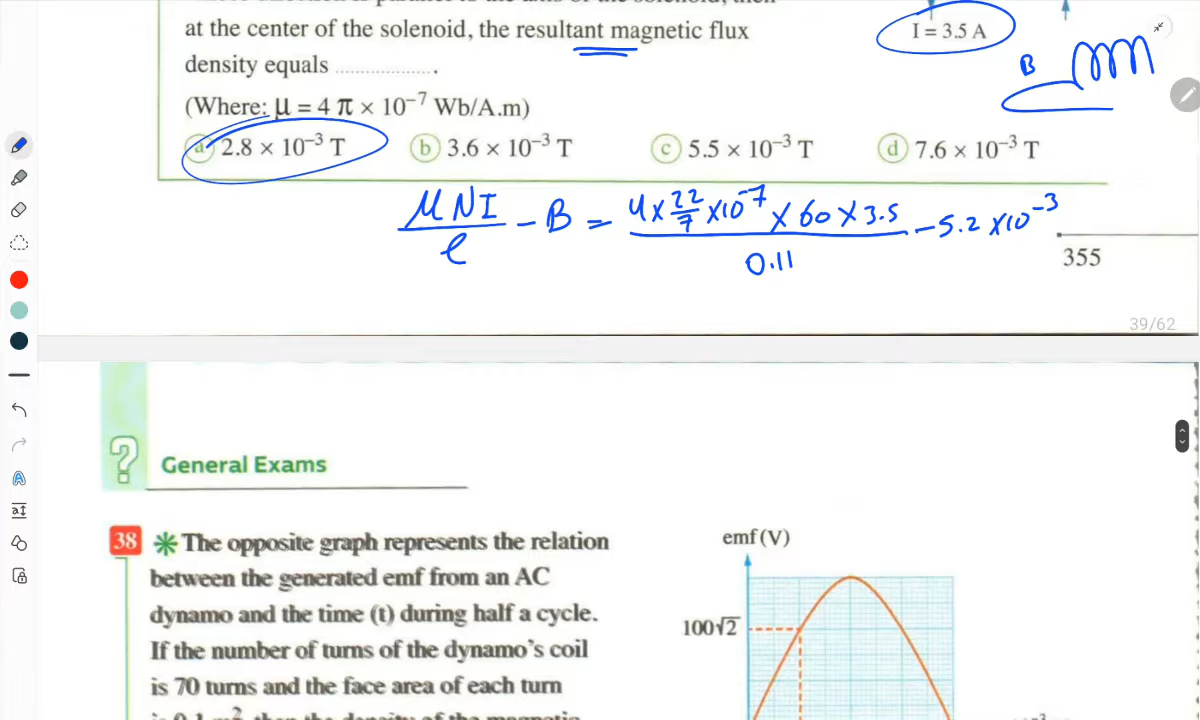 at the center of the solenoid, the resultant magnetic flux
density equals ...................
I = 3.5 A
B
(Where: μ = 4 π × 10⁻⁷ Wb/A.m)
a 2.8 × 10⁻³ T
b 3.6 × 10⁻³ T
c 5.5 × 10⁻³ T
d 7.6 × 10⁻³ T
μNI/ℓ - B = 4×22/7×10⁻⁷ × 60 × 3.5/0.11 - 5.2 ×10⁻³
355
39/62
?
General Exams
38 ✳ The opposite graph represents the relation
between the generated emf from an AC
dynamo and the time (t) during half a cycle.
If the number of turns of the dynamo's coil
is 70 turns and the face area of each turn
emf (V)
100√2